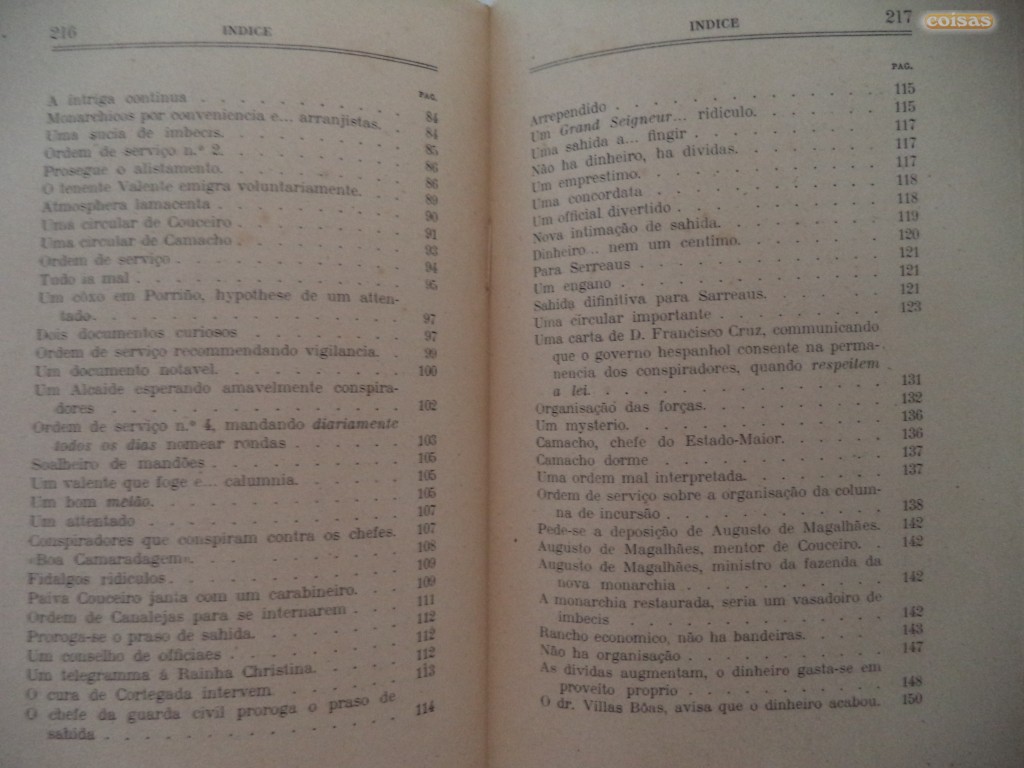 216 INDICE
PAG.
A intriga continua . . . . . . . . . . 84
Monarchicos por conveniencia e... arranjistas. 84
Uma sucia de imbecis. . . . . . . . . . 85
Ordem de serviço n.º 2. . . . . . . . . . 86
Prosegue o alistamento. . . . . . . . . . 86
O tenente Valente emigra voluntariamente. . . 89
Atmosphera lamacenta . . . . . . . . . . 90
Uma circular de Couceiro . . . . . . . . . 91
Uma circular de Camacho . . . . . . . . . 93
Ordem de serviço . . . . . . . . . . . 94
Tudo ia mal . . . . . . . . . . . . 95
Um côxo em Porriño, hypothese de um atten-
tado. . . . . . . . . . . . . . 97
Dois documentos curiosos . . . . . . . . 97
Ordem de serviço recommendando vigilancia. . 99
Um documento notavel. . . . . . . . . . 100
Um Alcaide esperando amavelmente conspira-
dores . . . . . . . . . . . . . 102
Ordem de serviço n.º 4, mandando diariamente
todos os dias nomear rondas . . . . . . 103
Soalheiro de mandões . . . . . . . . . . 105
Um valente que foge e... calumnia. . . . . . 105
Um bom melão. . . . . . . . . . . . 105
Um attentado . . . . . . . . . . . . 107
Conspiradores que conspiram contra os chefes. 107
«Boa Camaradagem» . . . . . . . . . . 108
Fidalgos ridiculos . . . . . . . . . . . 109
Paiva Couceiro janta com um carabineiro. . . 109
Ordem de Canalejas para se internarem . . . . 111
Proroga-se o praso de sahida. . . . . . . . 112
Um conselho de officiaes . . . . . . . . . 112
Um telegramma á Rainha Christina. . . . . . 112
O cura de Cortegada intervem . . . . . . . 113
O chefe da guarda civil proroga o praso de
sahida . . . . . . . . . . . . . 114
INDICE 217
coisas
PAG.
Arrependido . . . . . . . . . . . . 115
Um Grand Seigneur... ridiculo. . . . . . . 115
Uma sahida a... fingir . . . . . . . . . . 117
Não ha dinheiro, ha dividas. . . . . . . . 117
Um emprestimo. . . . . . . . . . . . 117
Uma concordata . . . . . . . . . . . 118
Um official divertido . . . . . . . . . . 118
Nova intimação de sahida. . . . . . . . . 119
Dinheiro... nem um centimo. . . . . . . . 120
Para Serreaus . . . . . . . . . . . . 121
Um engano . . . . . . . . . . . . . 121
Sahida difinitiva para Sarreaus. . . . . . . 121
Uma circular importante . . . . . . . . . 123
Uma carta de D. Francisco Cruz, communicando
que o governo hespanhol consente na perma-
nencia dos conspiradores, quando respeitem
a lei. . . . . . . . . . . . . . . 131
Organisação das forças. . . . . . . . . . 132
Um mysterio. . . . . . . . . . . . . 136
Camacho, chefe do Estado-Maior. . . . . . . 136
Camacho dorme . . . . . . . . . . . 137
Uma ordem mal interpretada. . . . . . . . 137
Ordem de serviço sobre a organisação da colum-
na de incursão . . . . . . . . . . . 138
Pede-se a deposição de Augusto de Magalhães. 142
Augusto de Magalhães, mentor de Couceiro. . 142
Augusto de Magalhães, ministro da fazenda da
nova monarchia . . . . . . . . . . 142
A monarchia restaurada, seria um vasadoiro de
imbecis . . . . . . . . . . . . . 142
Rancho economico, não ha bandeiras. . . . . 143
Não ha organisação . . . . . . . . . . 147
As dividas augmentam, o dinheiro gasta-se em
proveito proprio . . . . . . . . . . 148
O dr. Villas Bôas, avisa que o dinheiro acabou. 150